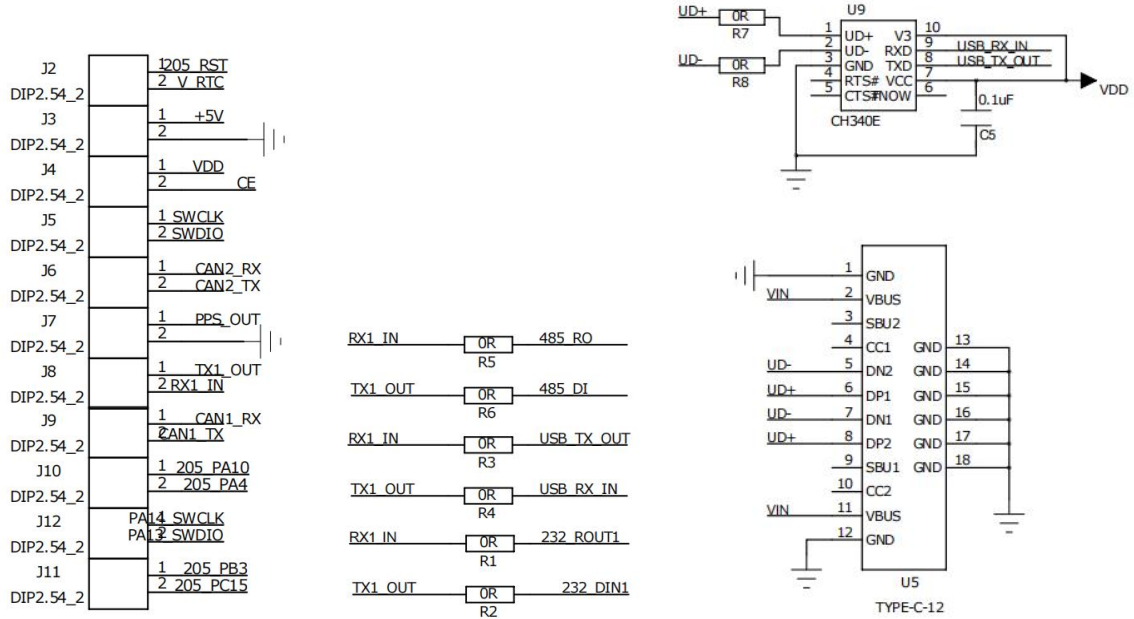 J2
DIP2.54_2
1 205_RST
2 V_RTC
J3
DIP2.54_2
1 +5V
2
J4
DIP2.54_2
1 VDD
2 CE
J5
DIP2.54_2
1 SWCLK
2 SWDIO
J6
DIP2.54_2
1 CAN2_RX
2 CAN2_TX
J7
DIP2.54_2
1 PPS_OUT
2
J8
DIP2.54_2
1 TX1_OUT
2 RX1_IN
J9
DIP2.54_2
1 CAN1_RX
2 CAN1_TX
J10
DIP2.54_2
1 205_PA10
2 205_PA4
J12
DIP2.54_2
PA14 1 SWCLK
PA13 2 SWDIO
J11
DIP2.54_2
1 205_PB3
2 205_PC15
RX1_IN 0R 485_RO
R5
TX1_OUT 0R 485_DI
R6
RX1_IN 0R USB_TX_OUT
R3
TX1_OUT 0R USB_RX_IN
R4
RX1_IN 0R 232_ROUT1
R1
TX1_OUT 0R 232_DIN1
R2
UD+ 0R
R7
UD- 0R
R8
U9
1 UD+ V3 10
2 UD- RXD 9 USB_RX_IN
3 GND TXD 8 USB_TX_OUT
4 RTS# VCC 7
5 CTS# TNOW 6
CH340E
VDD
0.1uF
C5
1 GND
VIN 2 VBUS
3 SBU2
4 CC1 GND 13
UD- 5 DN2 GND 14
UD+ 6 DP1 GND 15
UD- 7 DN1 GND 16
UD+ 8 DP2 GND 17
9 SBU1 GND 18
10 CC2
VIN 11 VBUS
12 GND
U5
TYPE-C-12